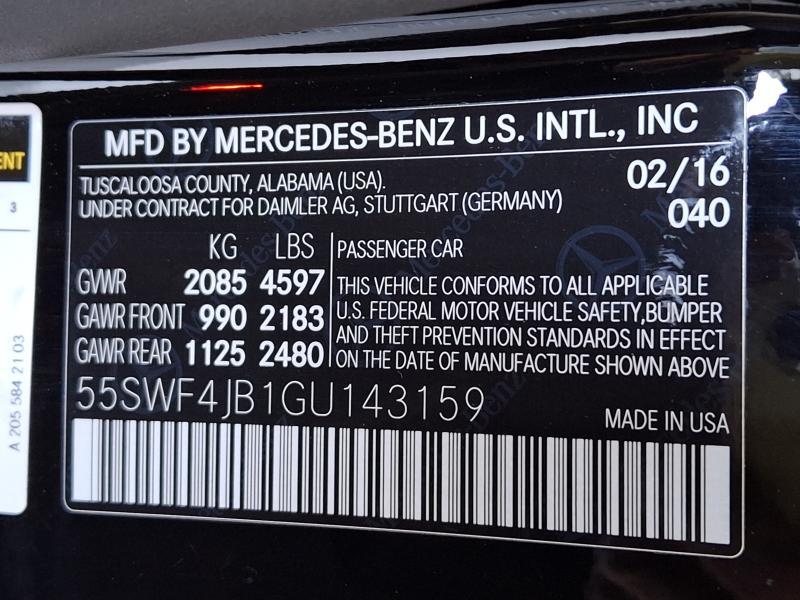 MFD BY MERCEDES-BENZ U.S. INTL., INC
TUSCALOOSA COUNTY, ALABAMA (USA). 02/16
UNDER CONTRACT FOR DAIMLER AG, STUTTGART (GERMANY) 040
KG LBS
GVWR 2085 4597
GAWR FRONT 990 2183
GAWR REAR 1125 2480
PASSENGER CAR
THIS VEHICLE CONFORMS TO ALL APPLICABLE
U.S. FEDERAL MOTOR VEHICLE SAFETY,BUMPER
AND THEFT PREVENTION STANDARDS IN EFFECT
ON THE DATE OF MANUFACTURE SHOWN ABOVE
55SWF4JB1GU143159
MADE IN USA
ENT
3
A 205 584 21 03